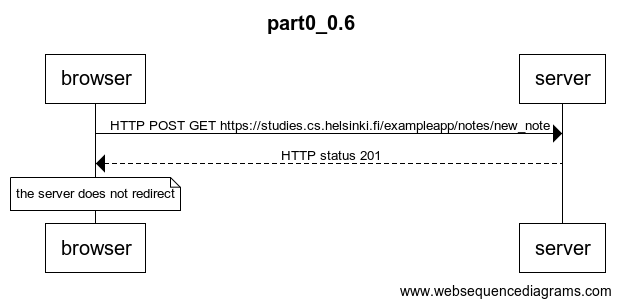 part0_0.6
browser
server
HTTP POST GET https://studies.cs.helsinki.fi/exampleapp/notes/new_note
HTTP status 201
the server does not redirect
browser
server
www.websequencediagrams.com